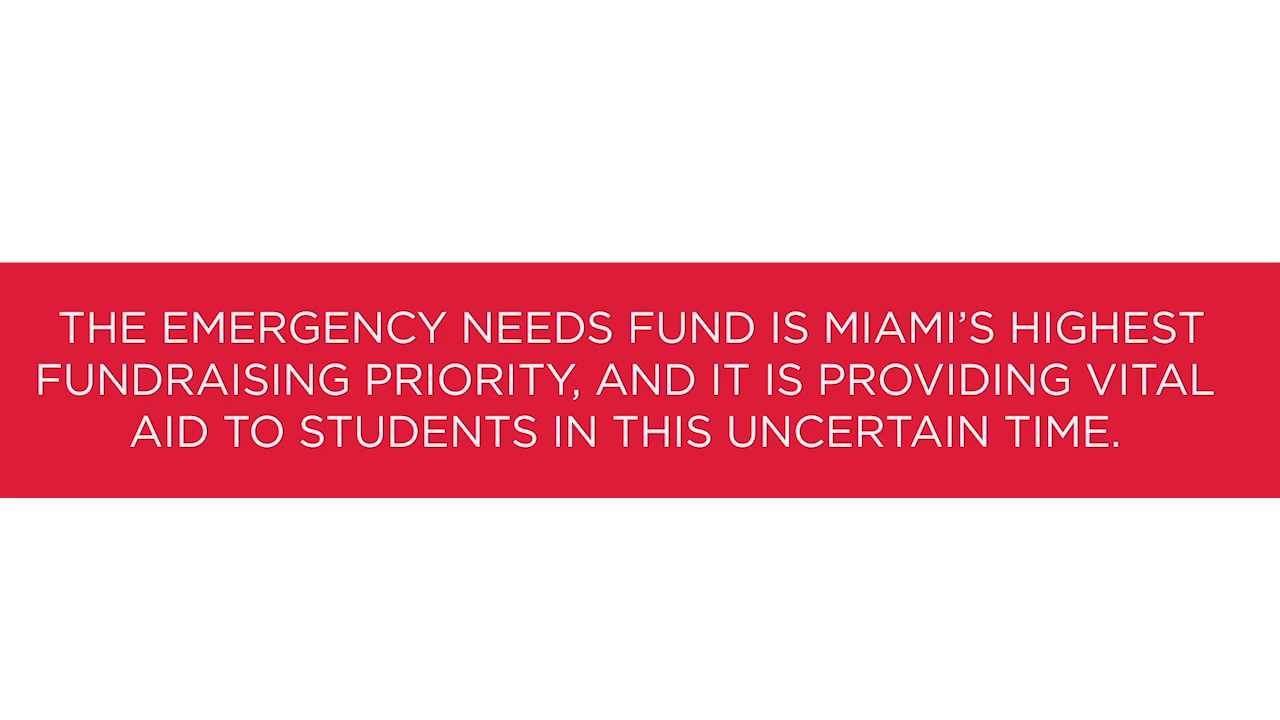 THE EMERGENCY NEEDS FUND IS MIAMI’S HIGHEST
FUNDRAISING PRIORITY, AND IT IS PROVIDING VITAL
AID TO STUDENTS IN THIS UNCERTAIN TIME.